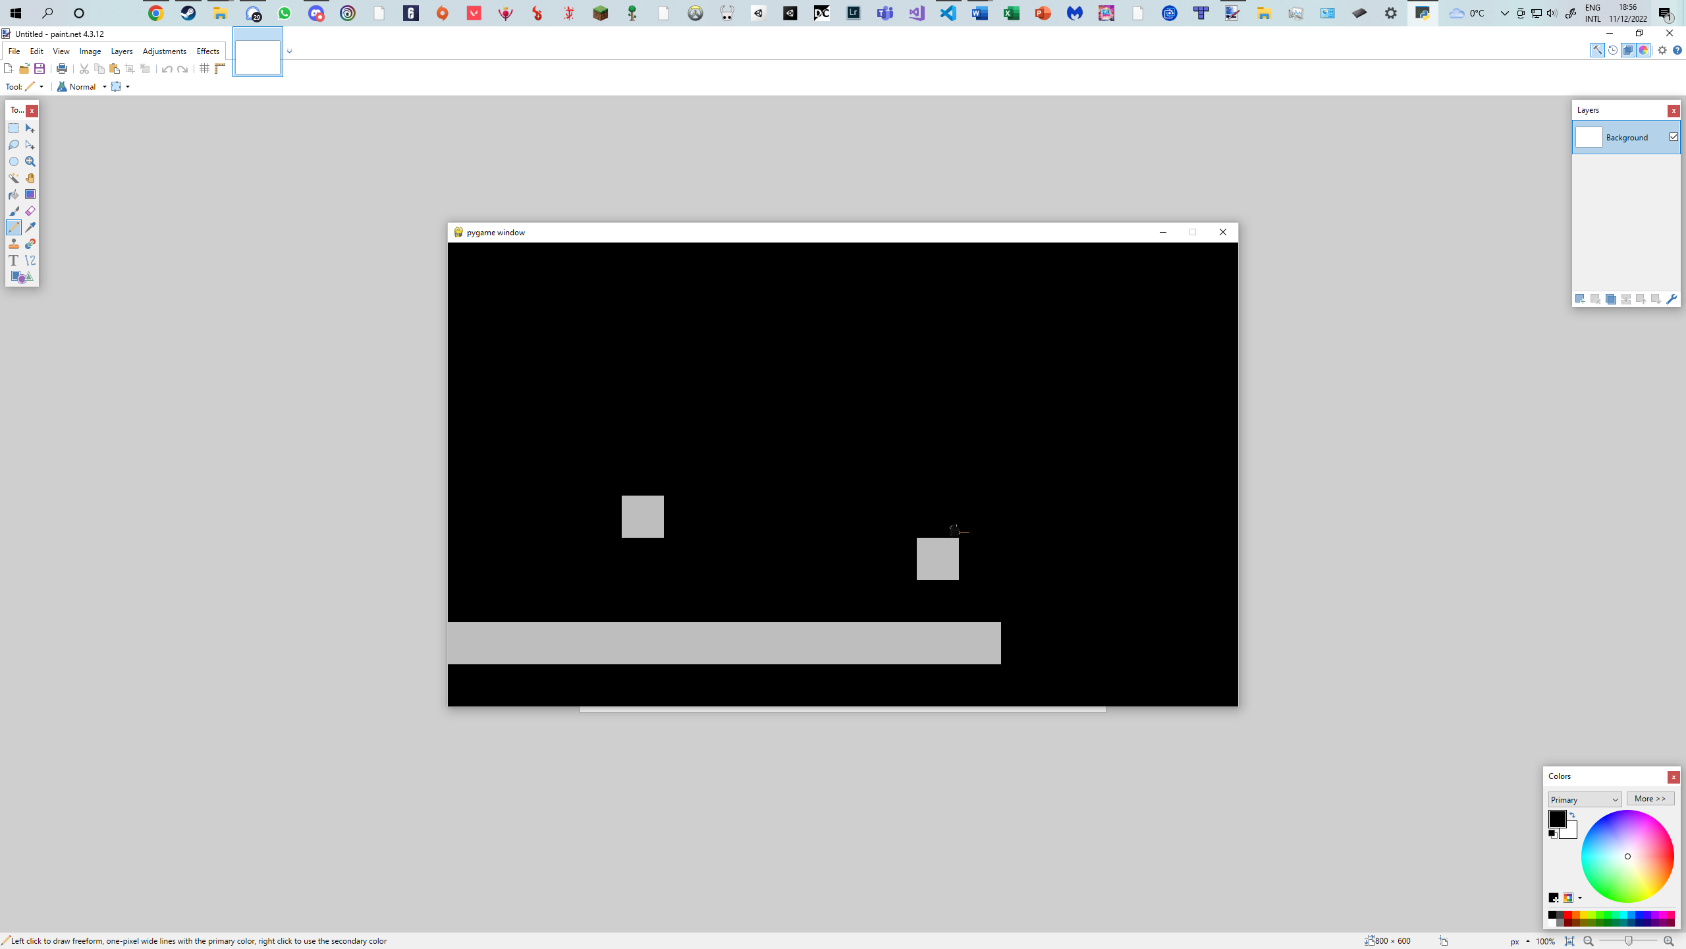 20
0°C
ENG
INTL
18:56
11/12/2022
1
Untitled - paint.net 4.3.12
File Edit View Image Layers Adjustments Effects
Tool:
Normal
To...
Layers
Background
pygame window
Colors
Primary
More >>
Left click to draw freeform, one-pixel wide lines with the primary color, right click to use the secondary color
800 × 600
px
100%